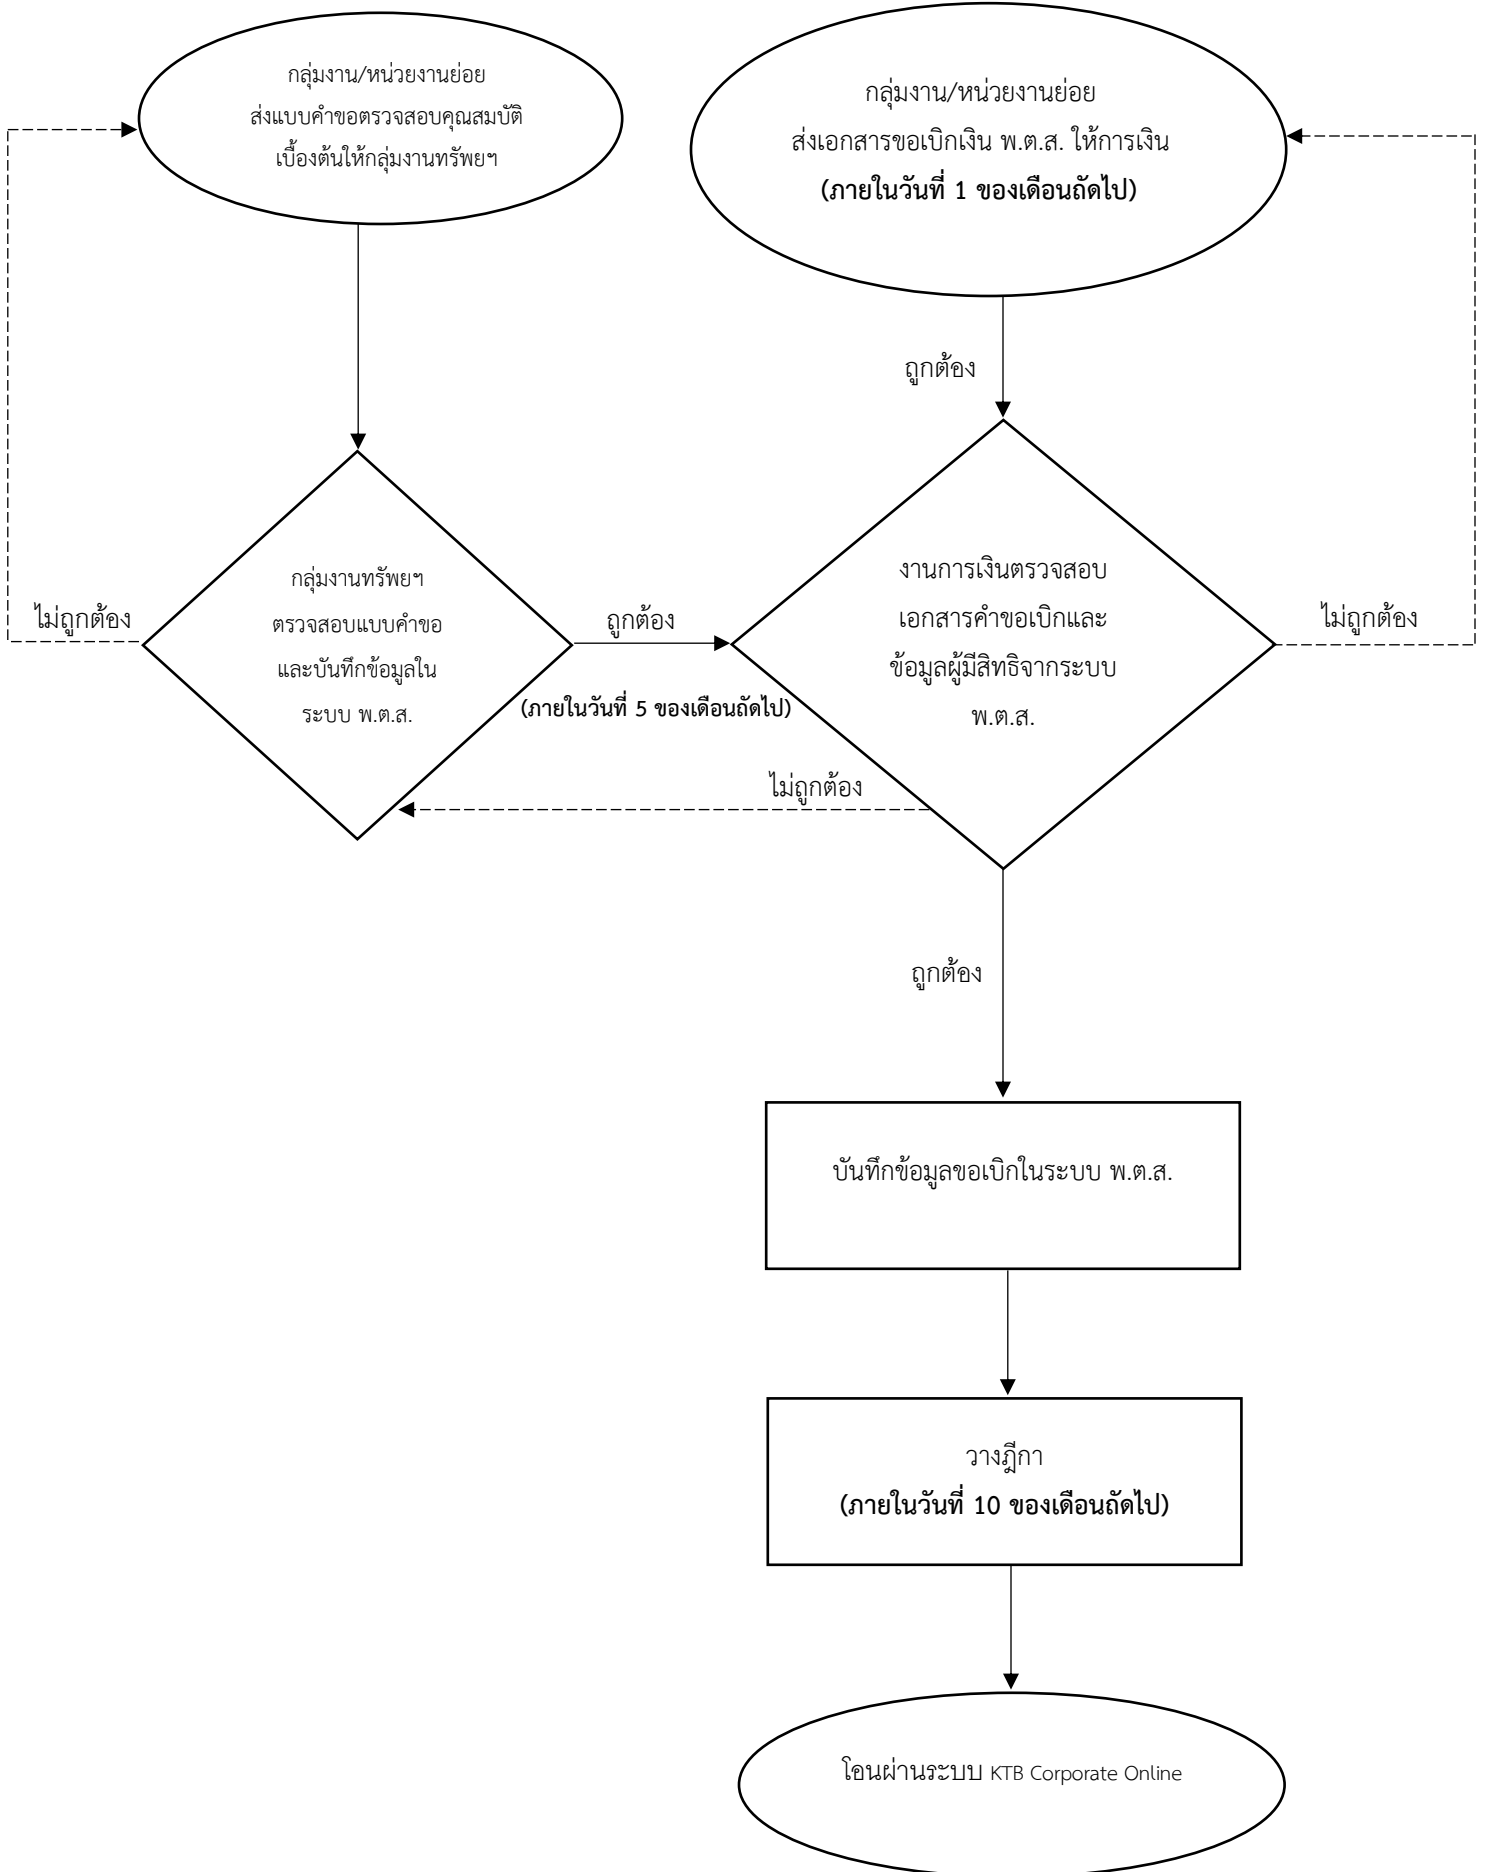 กลุ่มงาน/หน่วยงานย่อย
ส่งแบบคำขอตรวจสอบคุณสมบัติ
เบื้องต้นให้กลุ่มงานทรัพยฯ
กลุ่มงาน/หน่วยงานย่อย
ส่งเอกสารขอเบิกเงิน พ.ต.ส. ให้การเงิน
(ภายในวันที่ 1 ของเดือนถัดไป)
ถูกต้อง
ไม่ถูกต้อง
กลุ่มงานทรัพยฯ
ตรวจสอบแบบคำขอ
และบันทึกข้อมูลใน
ระบบ พ.ต.ส.
ถูกต้อง
(ภายในวันที่ 5 ของเดือนถัดไป)
งานการเงินตรวจสอบ
เอกสารคำขอเบิกและ
ข้อมูลผู้มีสิทธิจากระบบ
พ.ต.ส.
ไม่ถูกต้อง
ไม่ถูกต้อง
ถูกต้อง
บันทึกข้อมูลขอเบิกในระบบ พ.ต.ส.
วางฎีกา
(ภายในวันที่ 10 ของเดือนถัดไป)
โอนผ่านระบบ KTB Corporate Online